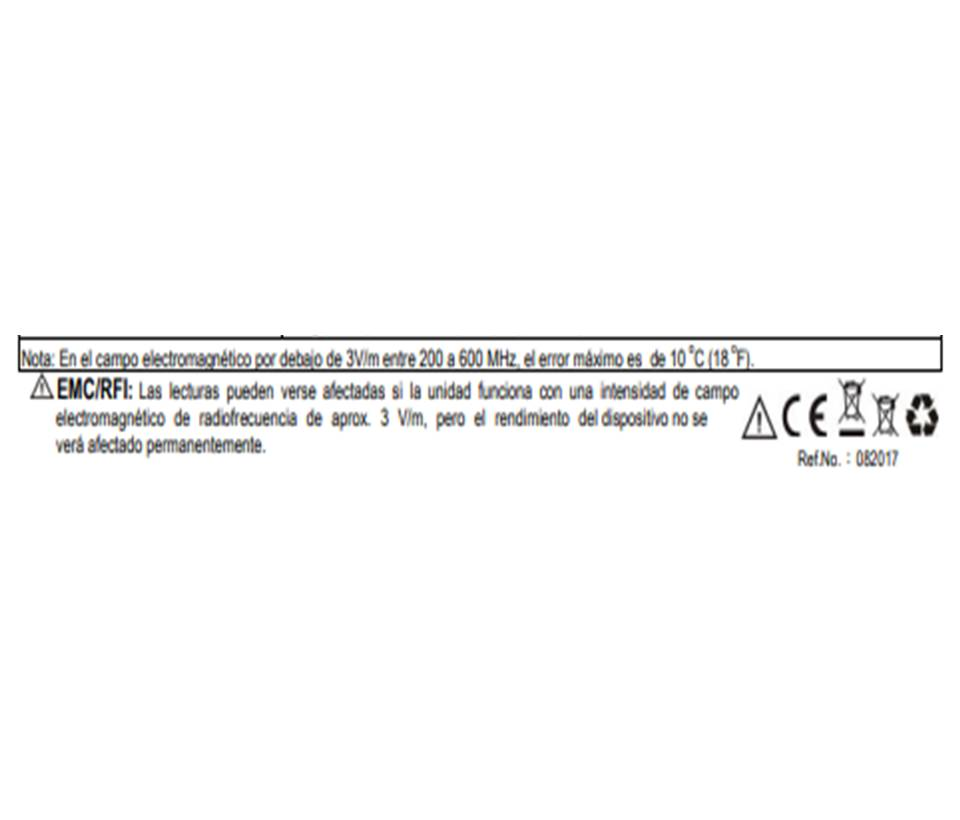 Nota: En el campo electromagnético por debajo de 3V/m entre 200 a 600 MHz, el error máximo es de 10 °C (18 °F).
EMC/RFI: Las lecturas pueden verse afectadas si la unidad funciona con una intensidad de campo
electromagnético de radiofrecuencia de aprox. 3 V/m, pero el rendimiento del dispositivo no se
verá afectado permanentemente.
CE
Ref.No. : 082017